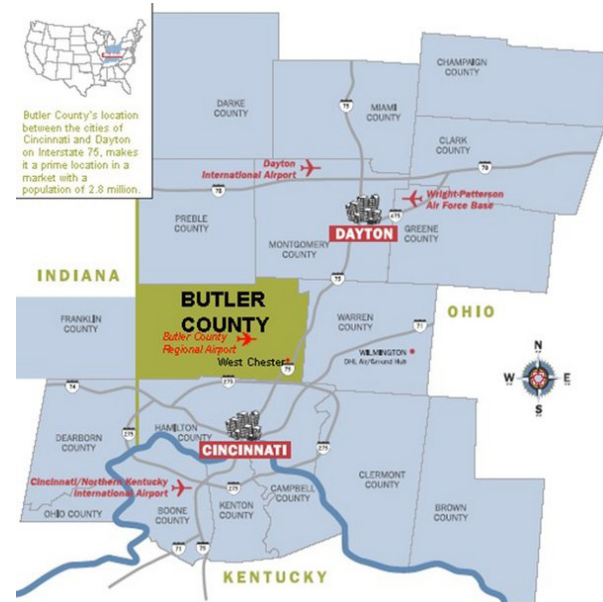 Butler County's location
between the cities of
Cincinnati and Dayton
on Interstate 75, makes
it a prime location in a
market with a
population of 2.8 million.
CHAMPAIGN
COUNTY
DARKE
COUNTY
75
MIAMI
COUNTY
CLARK
COUNTY
Dayton
International Airport
70
70
Wright-Patterson
Air Force Base
PREBLE
COUNTY
675
DAYTON
GREENE
COUNTY
MONTGOMERY
COUNTY
INDIANA
75
BUTLER
COUNTY
OHIO
FRANKLIN
COUNTY
WARREN
COUNTY
71
Butler County
Regional Airport
West Chester
75
WILMINGTON
DHL Air/Ground Hub
N
W
E
S
74
275
DEARBORN
COUNTY
275
HAMILTON
COUNTY
CINCINNATI
275
Cincinnati/Northern Kentucky
International Airport
275
CAMPBELL
COUNTY
CLERMONT
COUNTY
OHIO COUNTY
BOONE
COUNTY
KENTON
COUNTY
BROWN
COUNTY
71
75
KENTUCKY